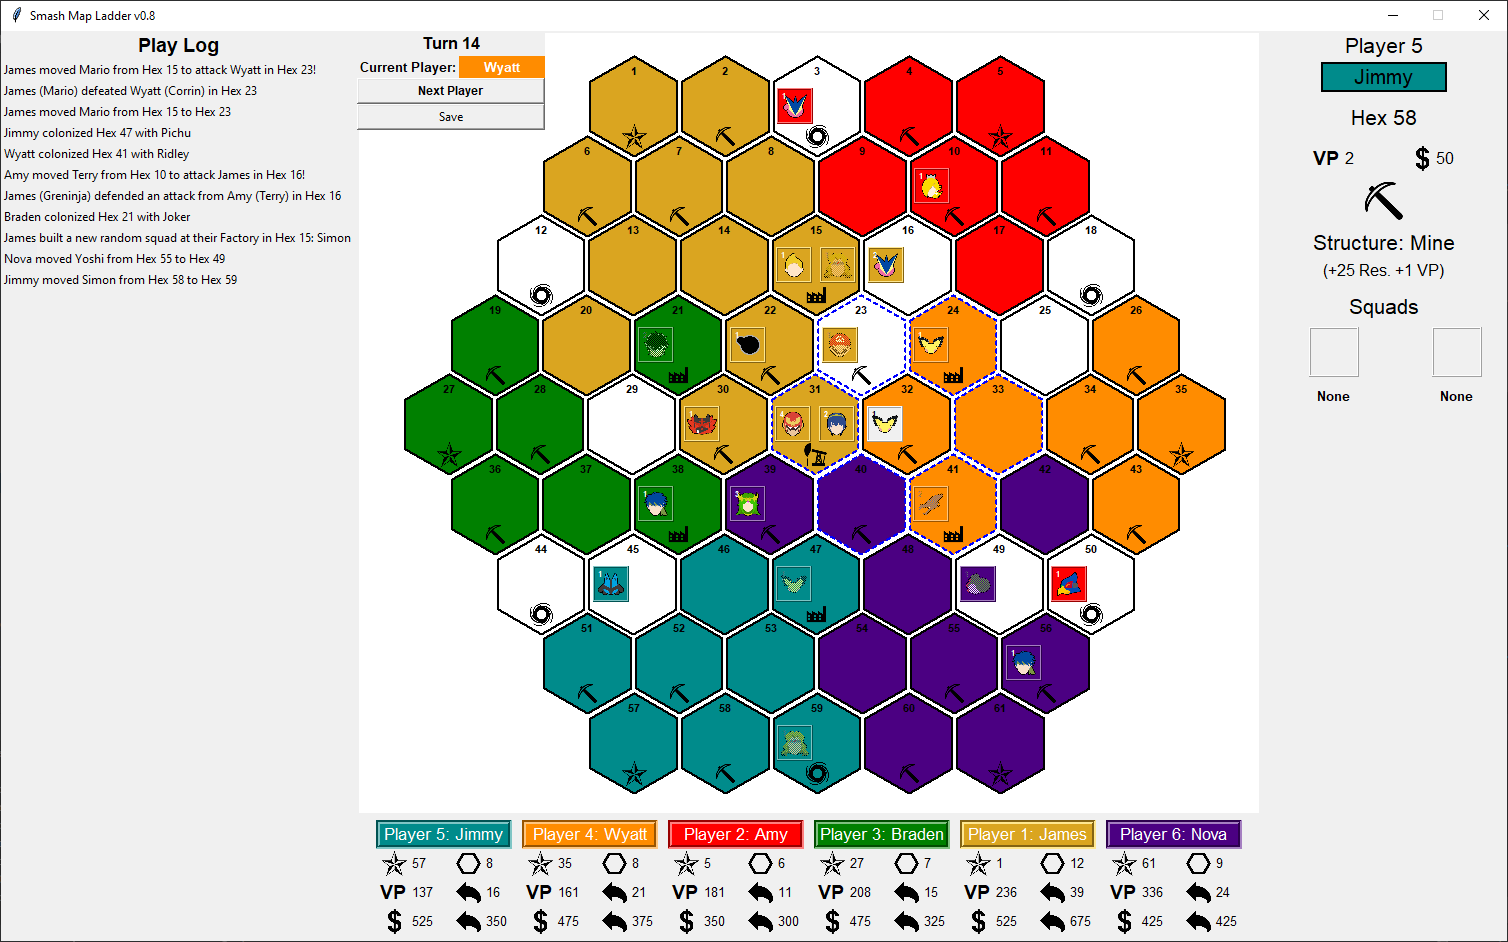 Smash Map Ladder v0.8
Play Log
James moved Mario from Hex 15 to attack Wyatt in Hex 23!
James (Mario) defeated Wyatt (Corrin) in Hex 23
James moved Mario from Hex 15 to Hex 23
Jimmy colonized Hex 47 with Pichu
Wyatt colonized Hex 41 with Ridley
Amy moved Terry from Hex 10 to attack James in Hex 16!
James (Greninja) defended an attack from Amy (Terry) in Hex 16
Braden colonized Hex 21 with Joker
James built a new random squad at their Factory in Hex 15: Simon
Nova moved Yoshi from Hex 55 to Hex 49
Jimmy moved Simon from Hex 58 to Hex 59
Turn 14
Current Player: Wyatt
Next Player
Save
1 2 3 4 5
6 7 8 9 10 11
12 13 14 15 16 17 18
19 20 21 22 23 24 25 26
27 28 29 30 31 32 33 34 35
36 37 38 39 40 41 42 43
44 45 46 47 48 49 50
51 52 53 54 55 56
57 58 59 60 61
Player 5
Jimmy
Hex 58
VP 2 $ 50
Structure: Mine
(+25 Res. +1 VP)
Squads
None None
Player 5: Jimmy Player 4: Wyatt Player 2: Amy Player 3: Braden Player 1: James Player 6: Nova
57 8 35 8 5 6 27 7 1 12 61 9
VP 137 16 VP 161 21 VP 181 11 VP 208 15 VP 236 39 VP 336 24
$ 525 350 $ 475 375 $ 350 300 $ 475 325 $ 525 675 $ 425 425